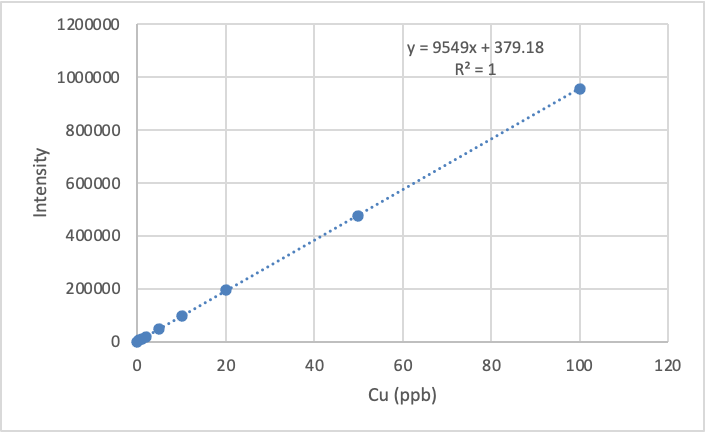 1200000
y = 9549x + 379.18
R² = 1
1000000
800000
600000
400000
200000
0
Intensity
0 20 40 60 80 100 120
Cu (ppb)